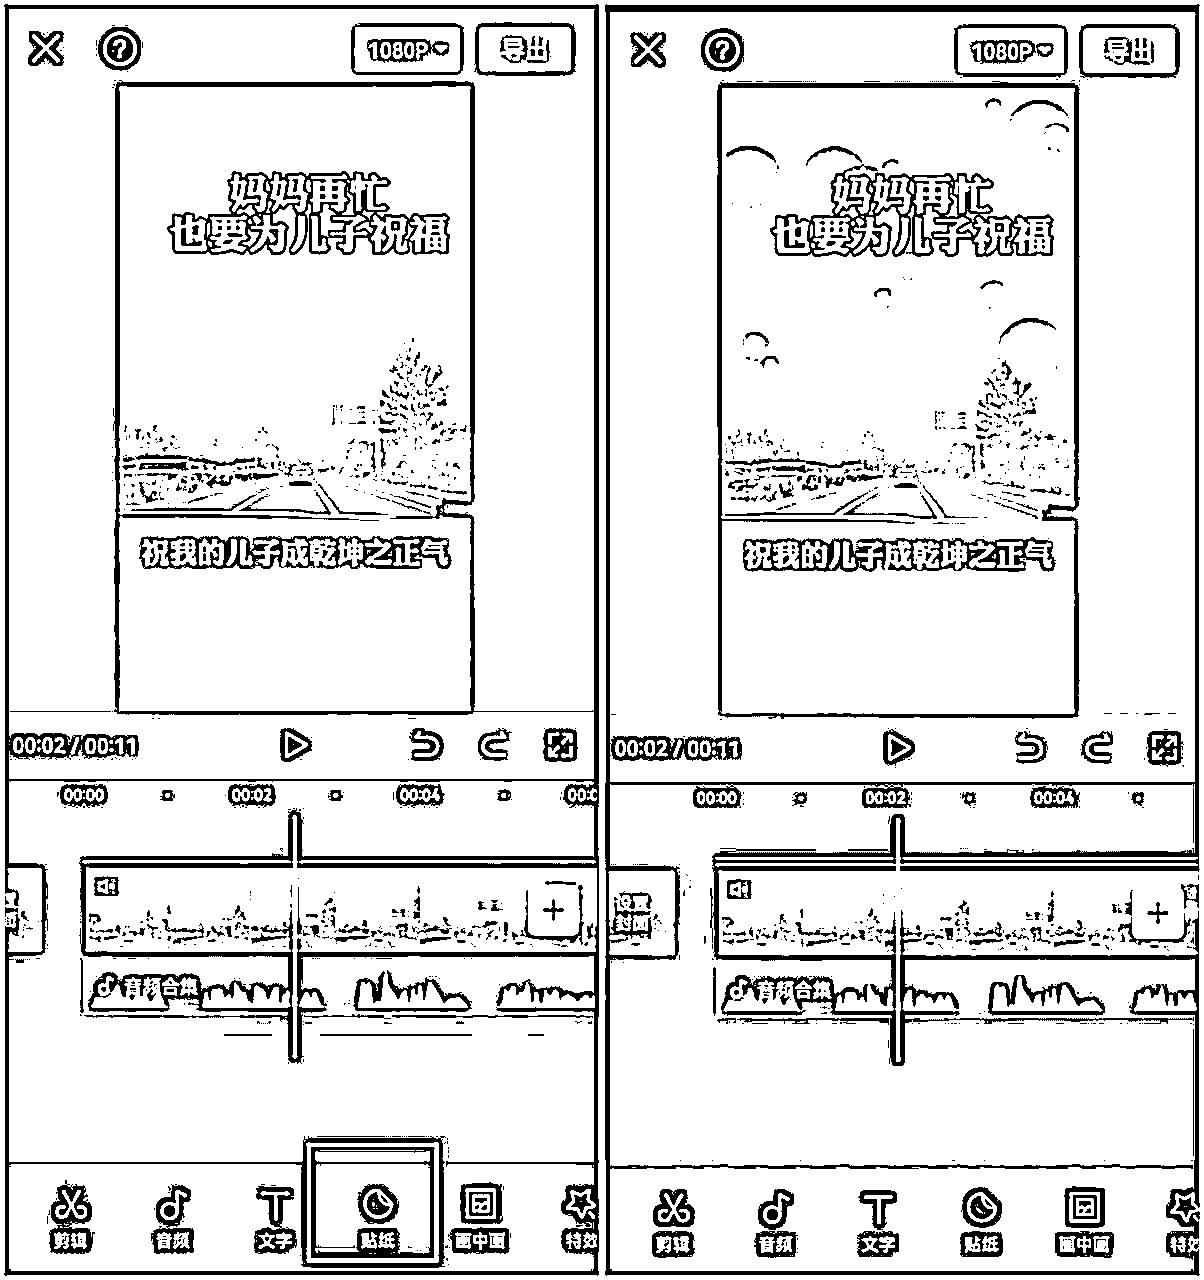 1080P
导出
妈妈再忙
也要为儿子祝福
祝我的儿子成乾坤之正气
00:02 / 00:11
00:00
00:02
00:04
音频合集
+
剪辑
音频
文字
贴纸
画中画
特效
1080P
导出
妈妈再忙
也要为儿子祝福
祝我的儿子成乾坤之正气
00:02 / 00:11
00:00
00:02
00:04
设置
封面
音频合集
+
剪辑
音频
文字
贴纸
画中画
特效